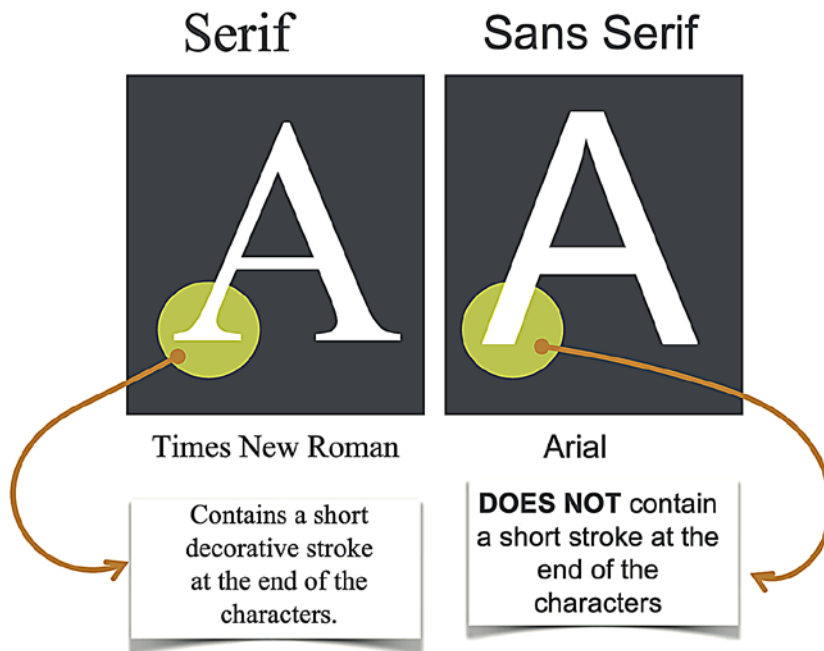 Serif
Sans Serif
A
A
Times New Roman
Arial
Contains a short
decorative stroke
at the end of the
characters.
DOES NOT contain
a short stroke at the
end of the
characters